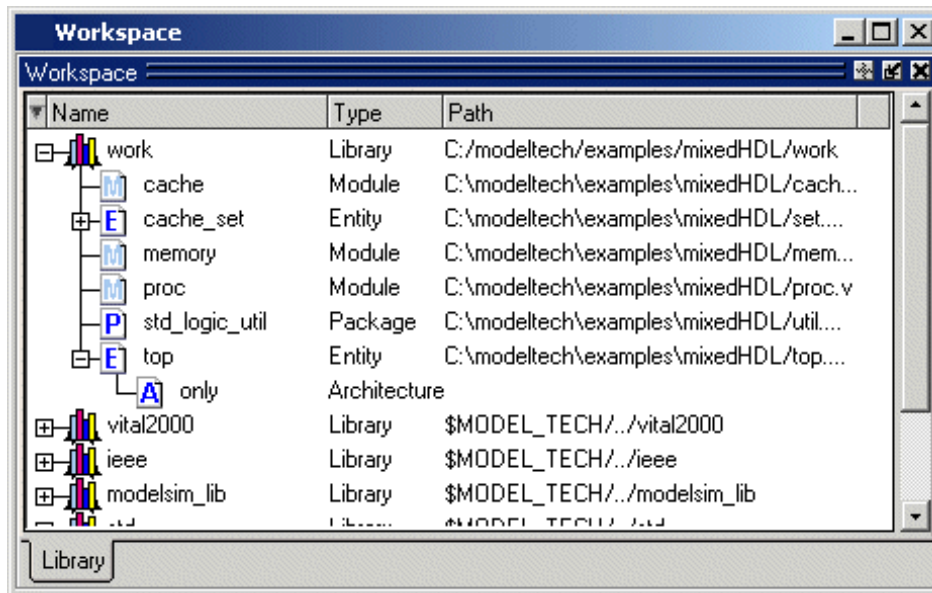 Workspace
Workspace
Name Type Path
work Library C:/modeltech/examples/mixedHDL/work
M cache Module C:\modeltech\examples\mixedHDL/cach...
E cache_set Entity C:\modeltech\examples\mixedHDL/set....
M memory Module C:\modeltech\examples\mixedHDL/mem...
M proc Module C:\modeltech\examples\mixedHDL/proc.v
P std_logic_util Package C:\modeltech\examples\mixedHDL/util....
E top Entity C:\modeltech\examples\mixedHDL/top....
A only Architecture
vital2000 Library $MODEL_TECH/../vital2000
ieee Library $MODEL_TECH/../ieee
modelsim_lib Library $MODEL_TECH/../modelsim_lib
Library